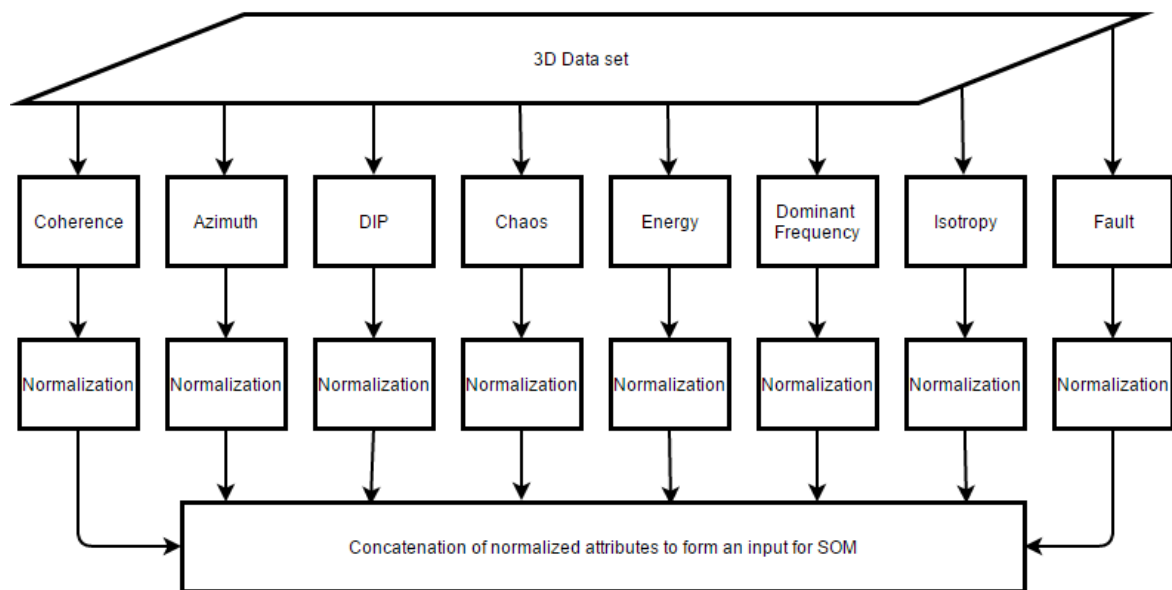 3D Data set
Coherence
Azimuth
DIP
Chaos
Energy
Dominant
Frequency
Isotropy
Fault
Normalization
Normalization
Normalization
Normalization
Normalization
Normalization
Normalization
Normalization
Concatenation of normalized attributes to form an input for SOM